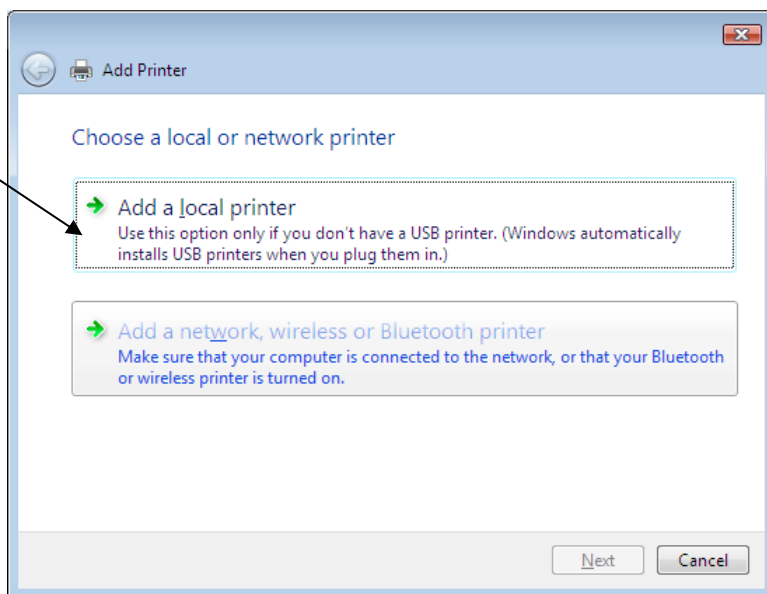 Add Printer
Choose a local or network printer
Add a local printer
Use this option only if you don't have a USB printer. (Windows automatically
installs USB printers when you plug them in.)
Add a network, wireless or Bluetooth printer
Make sure that your computer is connected to the network, or that your Bluetooth
or wireless printer is turned on.
Next Cancel